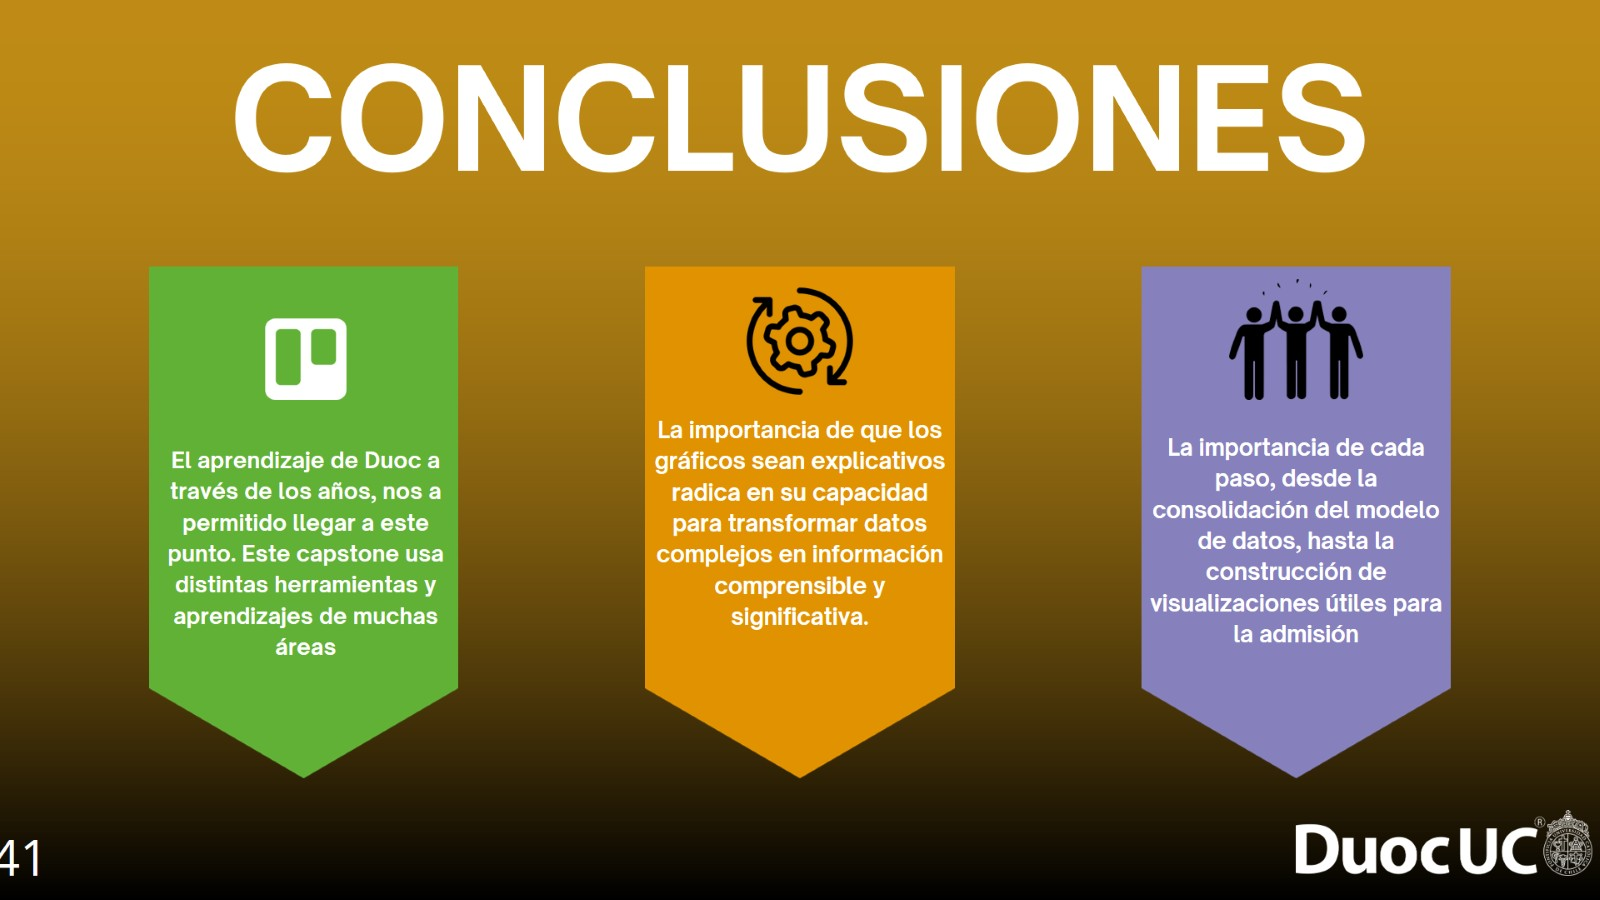 CONCLUSIONES
El aprendizaje de Duoc a
través de los años, nos a
permitido llegar a este
punto. Este capstone usa
distintas herramientas y
aprendizajes de muchas
áreas
La importancia de que los
gráficos sean explicativos
radica en su capacidad
para transformar datos
complejos en información
comprensible y
significativa.
La importancia de cada
paso, desde la
consolidación del modelo
de datos, hasta la
construcción de
visualizaciones útiles para
la admisión
41
DuocUC®